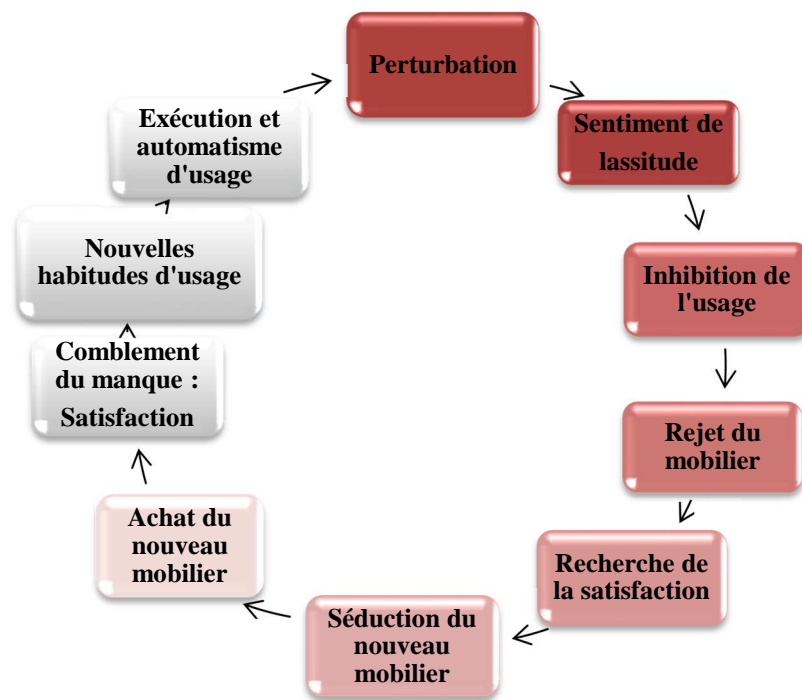 Perturbation
Sentiment de
lassitude
Inhibition de
l'usage
Rejet du
mobilier
Recherche de
la satisfaction
Séduction du
nouveau
mobilier
Achat du
nouveau
mobilier
Comblement
du manque :
Satisfaction
Nouvelles
habitudes d'usage
Exécution et
automatisme
d'usage